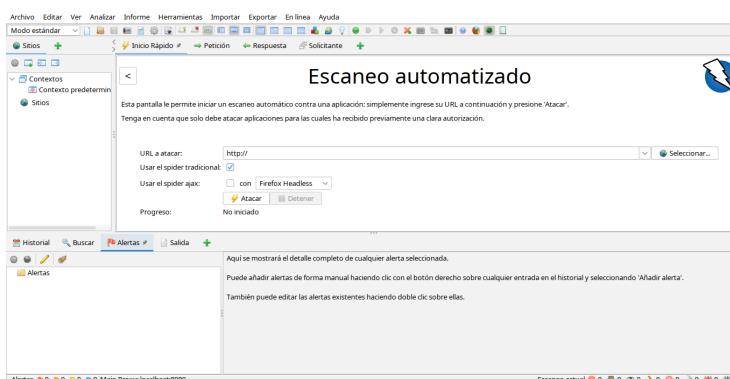 Archivo Editar Ver Analizar Informe Herramientas Importar Exportar En línea Ayuda
Modo estándar
Sitios
Inicio Rápido
Petición
Respuesta
Solicitante
Contextos
Contexto predetermin
Sitios
<
Escaneo automatizado
Esta pantalla le permite iniciar un escaneo automático contra una aplicación: simplemente ingrese su URL a continuación y presione 'Atacar'.
Tenga en cuenta que solo debe atacar aplicaciones para las cuales ha recibido previamente una clara autorización.
URL a atacar: http:// Seleccionar...
Usar el spider tradicional:
Usar el spider ajax: con Firefox Headless
Atacar Detener
Progreso: No iniciado
Historial Buscar Alertas Salida
Alertas
Aquí se mostrará el detalle completo de cualquier alerta seleccionada.
Puede añadir alertas de forma manual haciendo clic con el botón derecho sobre cualquier entrada en el historial y seleccionando 'Añadir alerta'.
También puede editar las alertas existentes haciendo doble clic sobre ellas.